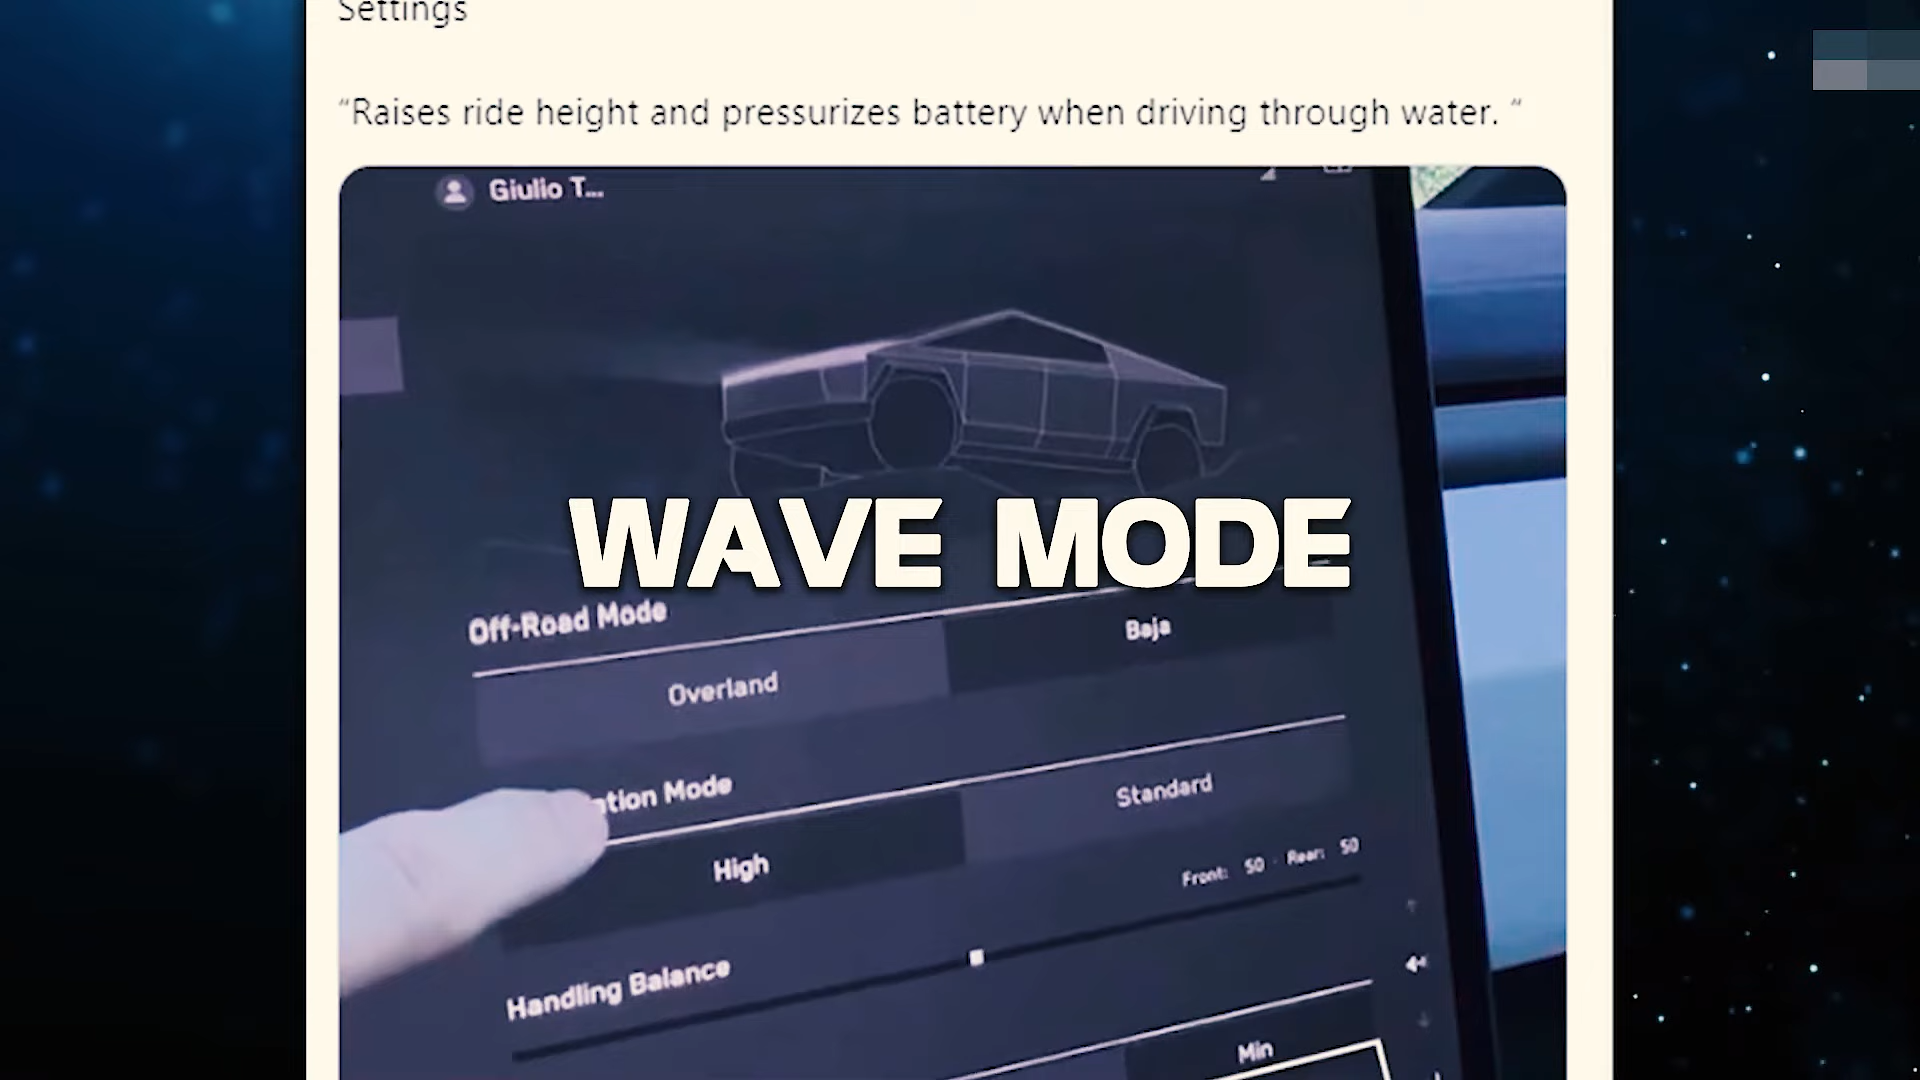 Settings
“Raises ride height and pressurizes battery when driving through water. “
Giulio T...
WAVE MODE
Off-Road Mode
Overland
Baja
ation Mode
High
Standard
Front: 50 · Rear: 50
Handling Balance
Min